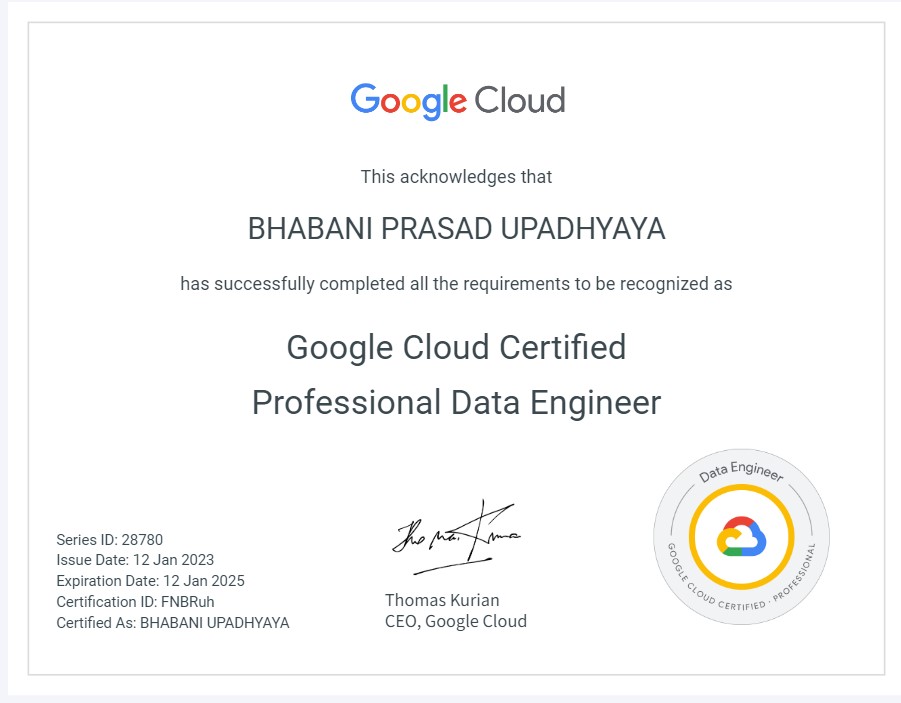 Google Cloud
This acknowledges that
BHABANI PRASAD UPADHYAYA
has successfully completed all the requirements to be recognized as
Google Cloud Certified
Professional Data Engineer
Series ID: 28780
Issue Date: 12 Jan 2023
Expiration Date: 12 Jan 2025
Certification ID: FNBRuh
Certified As: BHABANI UPADHYAYA
Thomas Kurian
Thomas Kurian
CEO, Google Cloud
Data Engineer
GOOGLE CLOUD CERTIFIED · PROFESSIONAL